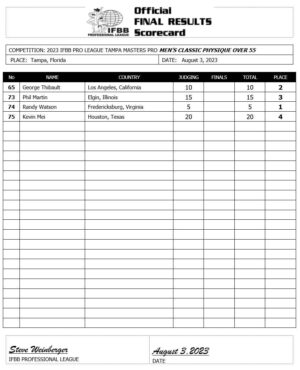 Official
FINAL RESULTS
Scorecard
IFBB
PROFESSIONAL LEAGUE
COMPETITION: 2023 IFBB PRO LEAGUE TAMPA MASTERS PRO MEN'S CLASSIC PHYSIQUE OVER 55
PLACE: Tampa, Florida DATE: August 3, 2023
No NAME COUNTRY JUDGING FINALS TOTAL PLACE
65 George Thibault Los Angeles, California 10 10 2
73 Phil Martin Elgin, Illinois 15 15 3
74 Randy Watson Fredericksburg, Virginia 5 5 1
75 Kevin Mei Houston, Texas 20 20 4
Steve Weinberger August 3, 2023
IFBB PROFESSIONAL LEAGUE DATE